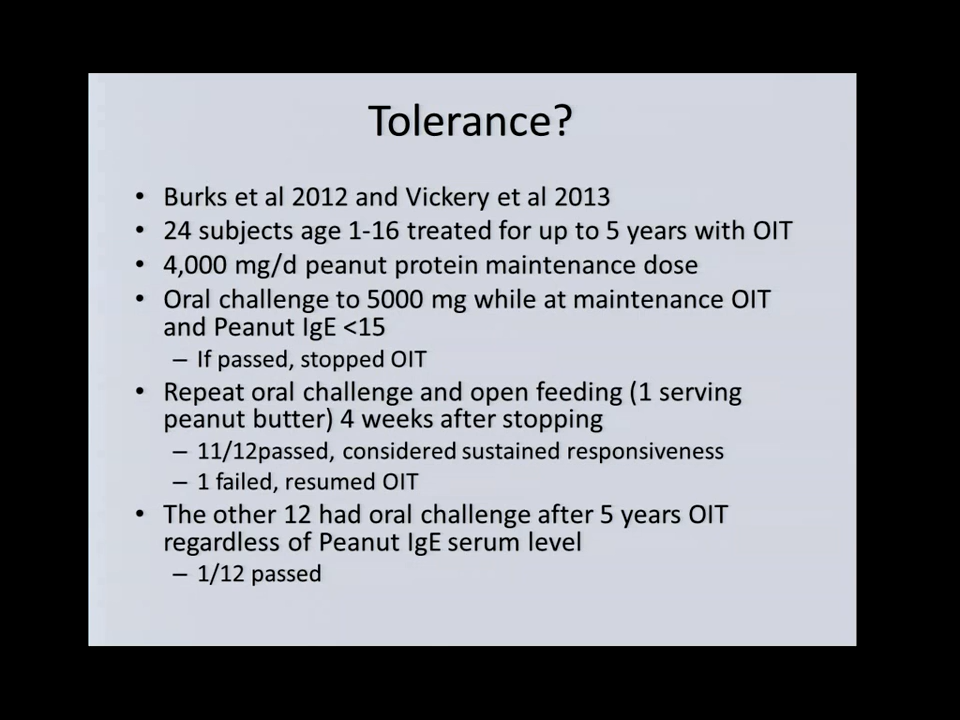 Tolerance?
• Burks et al 2012 and Vickery et al 2013
• 24 subjects age 1-16 treated for up to 5 years with OIT
• 4,000 mg/d peanut protein maintenance dose
• Oral challenge to 5000 mg while at maintenance OIT
and Peanut IgE <15
– If passed, stopped OIT
• Repeat oral challenge and open feeding (1 serving
peanut butter) 4 weeks after stopping
– 11/12passed, considered sustained responsiveness
– 1 failed, resumed OIT
• The other 12 had oral challenge after 5 years OIT
regardless of Peanut IgE serum level
– 1/12 passed